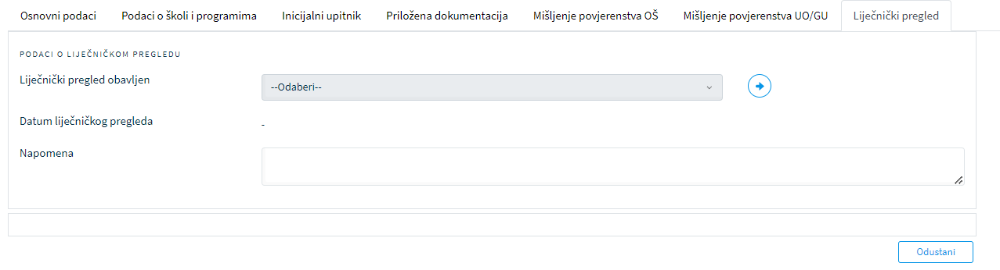 Osnovni podaci Podaci o školi i programima Inicijalni upitnik Priložena dokumentacija Mišljenje povjerenstva OŠ Mišljenje povjerenstva UO/GU Liječnički pregled
PODACI O LIJEČNIČKOM PREGLEDU
Liječnički pregled obavljen --Odaberi--
Datum liječničkog pregleda -
Napomena
Odustani